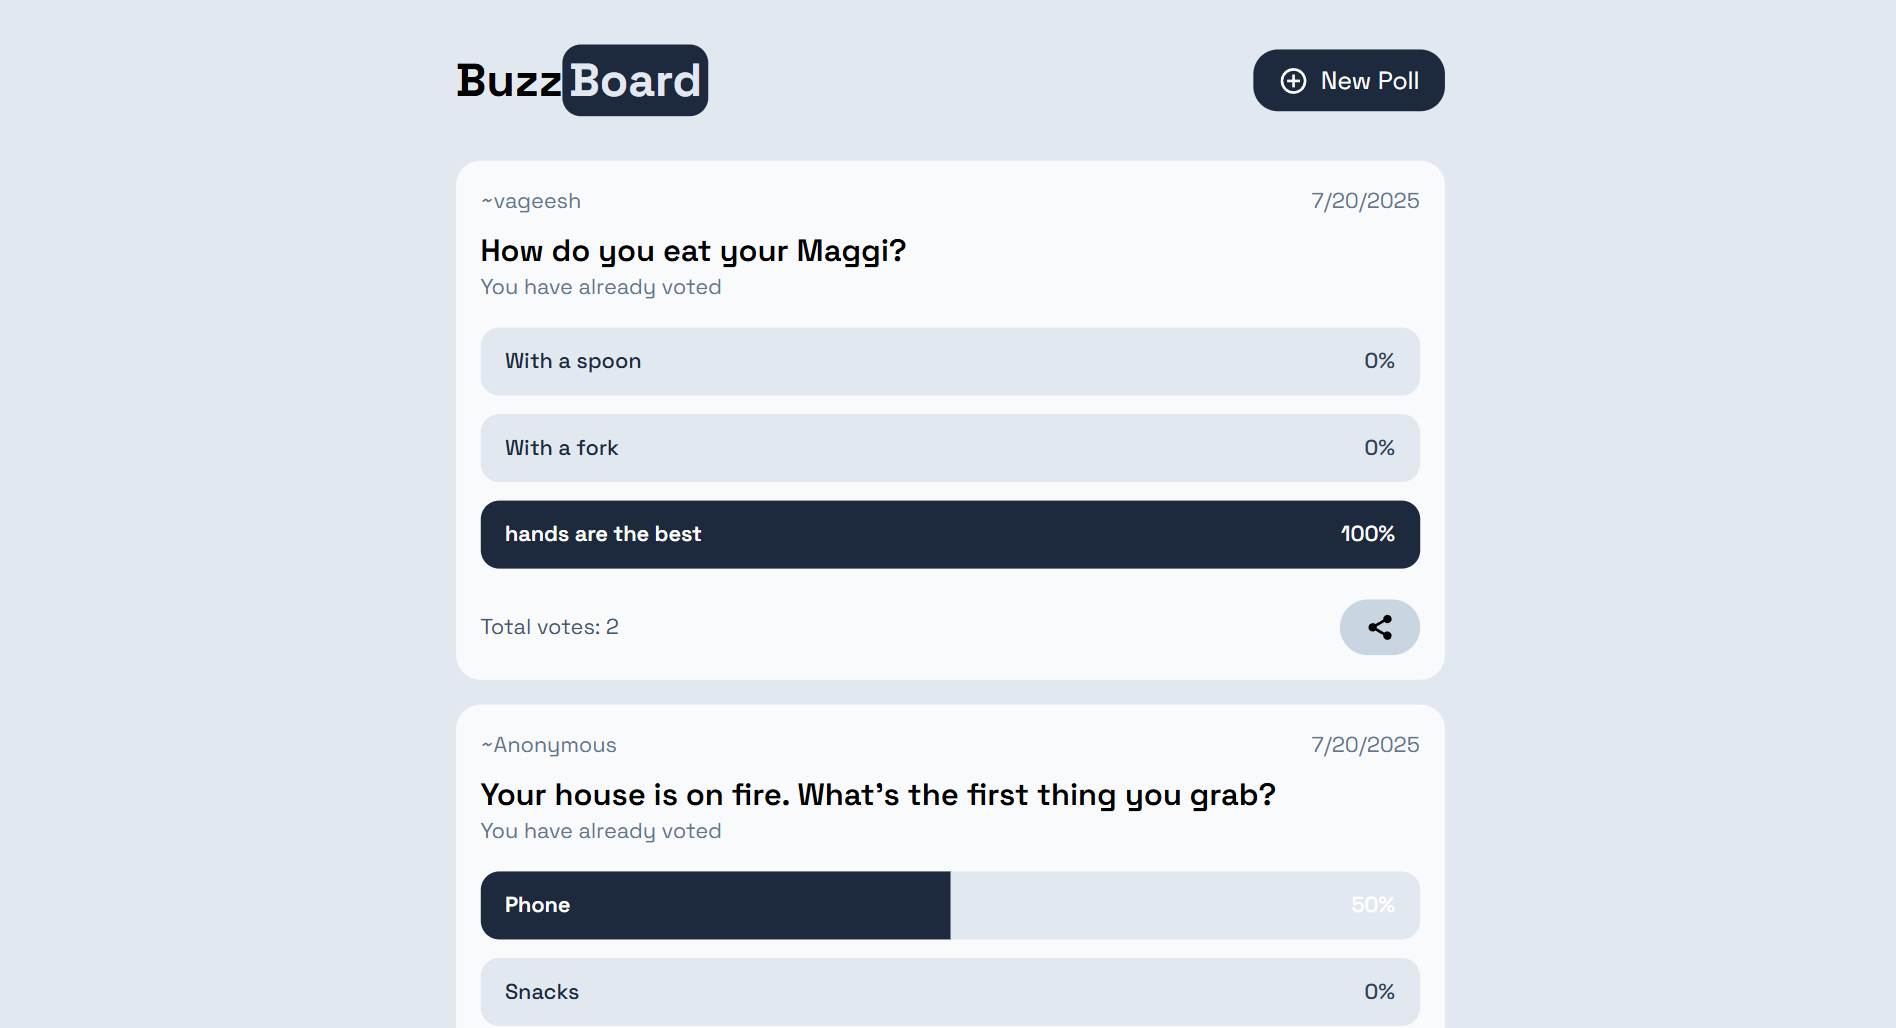 BuzzBoard
New Poll
~vageesh 7/20/2025
How do you eat your Maggi?
You have already voted
With a spoon 0%
With a fork 0%
hands are the best 100%
Total votes: 2
~Anonymous 7/20/2025
Your house is on fire. What's the first thing you grab?
You have already voted
Phone 50%
Snacks 0%